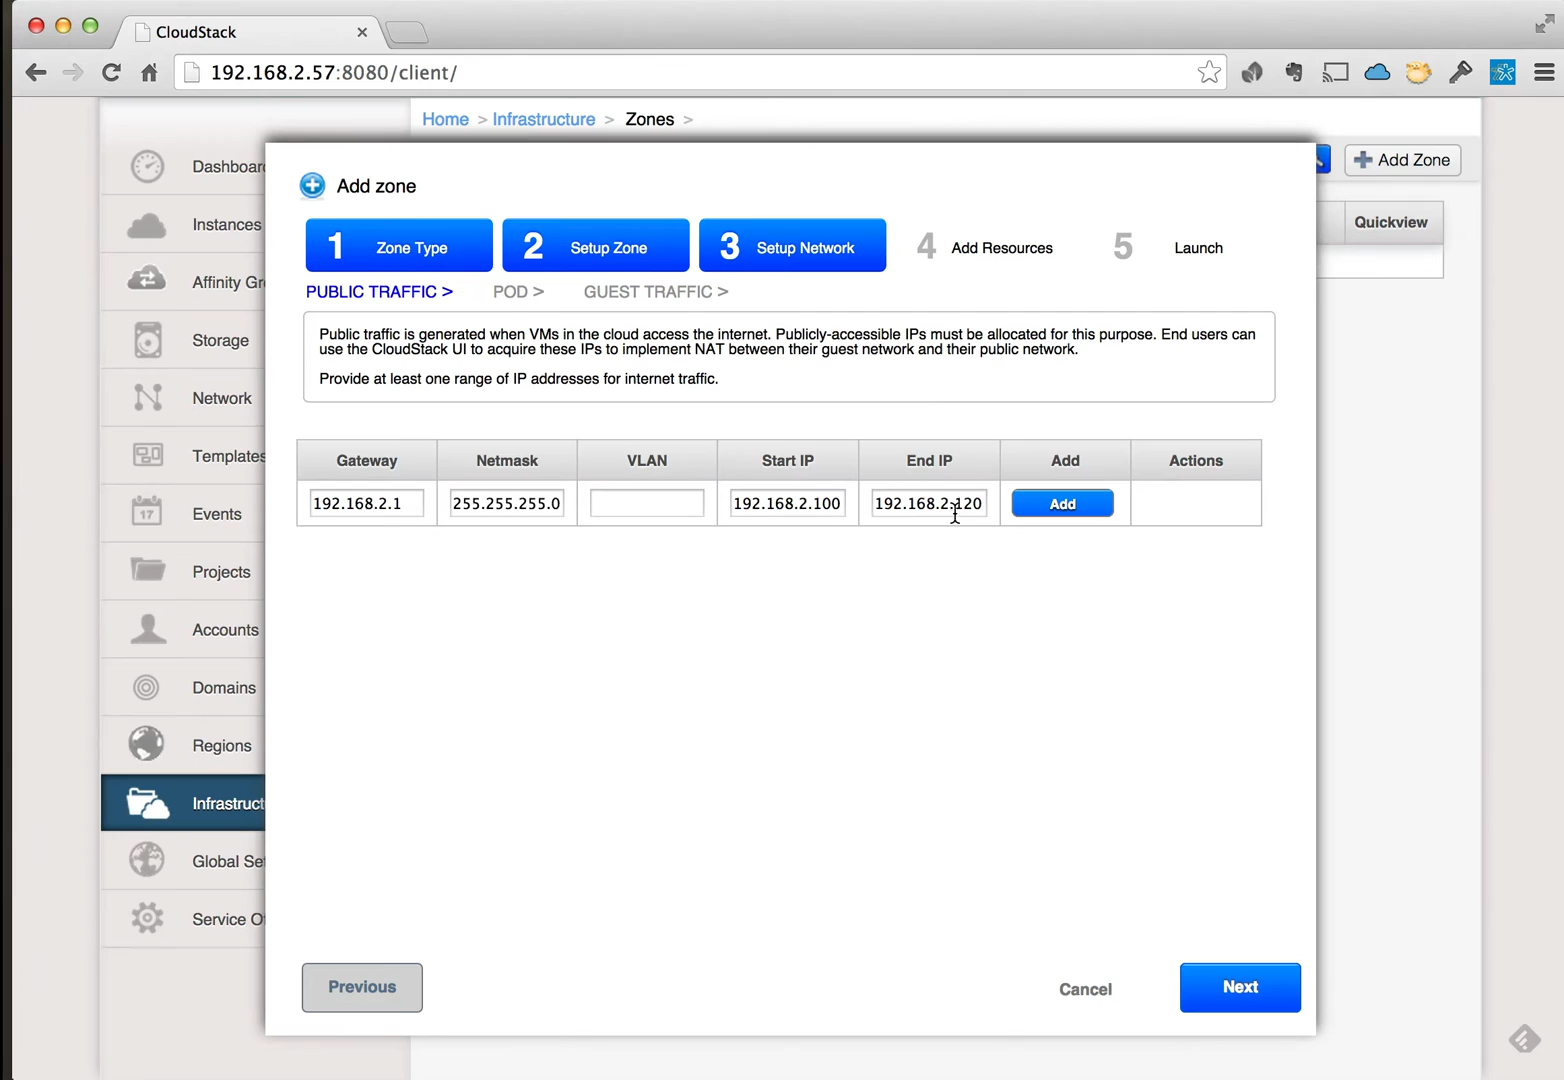 CloudStack
192.168.2.57:8080/client/
Home > Infrastructure > Zones >
Add Zone
Quickview
Dashboar
Instances
Affinity Gr
Storage
Network
Templates
17
Events
Projects
Accounts
Domains
Regions
Infrastruct
Global Se
Service O
Add zone
1 Zone Type
2 Setup Zone
3 Setup Network
4 Add Resources
5 Launch
PUBLIC TRAFFIC > POD > GUEST TRAFFIC >
Public traffic is generated when VMs in the cloud access the internet. Publicly-accessible IPs must be allocated for this purpose. End users can
use the CloudStack UI to acquire these IPs to implement NAT between their guest network and their public network.
Provide at least one range of IP addresses for internet traffic.
Gateway Netmask VLAN Start IP End IP Add Actions
192.168.2.1 255.255.255.0 192.168.2.100 192.168.2.120 Add
Previous
Cancel
Next